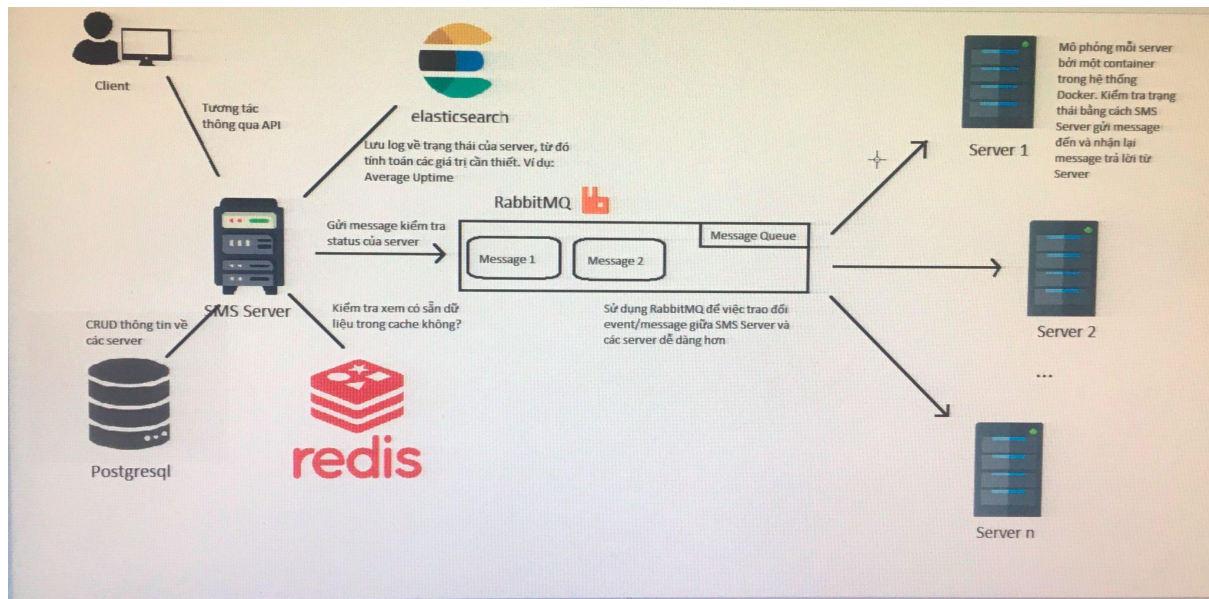 Client
Tương tác
thông qua API
elasticsearch
Lưu log về trạng thái của server, từ đó
tính toán các giá trị cần thiết. Ví dụ:
Average Uptime
RabbitMQ
Gửi message kiểm tra
status của server
Message Queue
Message 1
Message 2
SMS Server
Kiểm tra xem có sẵn dữ
liệu trong cache không?
Sử dụng RabbitMQ để việc trao đổi
event/message giữa SMS Server và
các server dễ dàng hơn
CRUD thông tin về
các server
Postgresql
redis
Server 1
Mô phỏng mỗi server
bởi một container
trong hệ thống
Docker. Kiểm tra trạng
thái bằng cách SMS
Server gửi message
đến và nhận lại
message trả lời từ
Server
Server 2
...
Server n